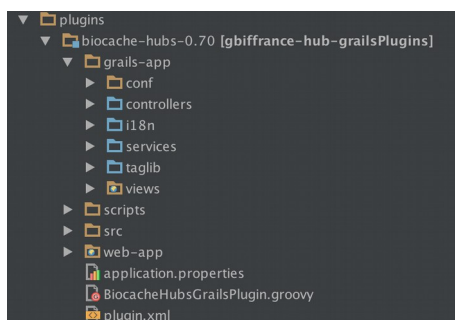 plugins
biocache-hubs-0.70 [gbiffrance-hub-grailsPlugins]
grails-app
conf
controllers
i18n
services
taglib
views
scripts
src
web-app
application.properties
BiocacheHubsGrailsPlugin.groovy
plugin.xml